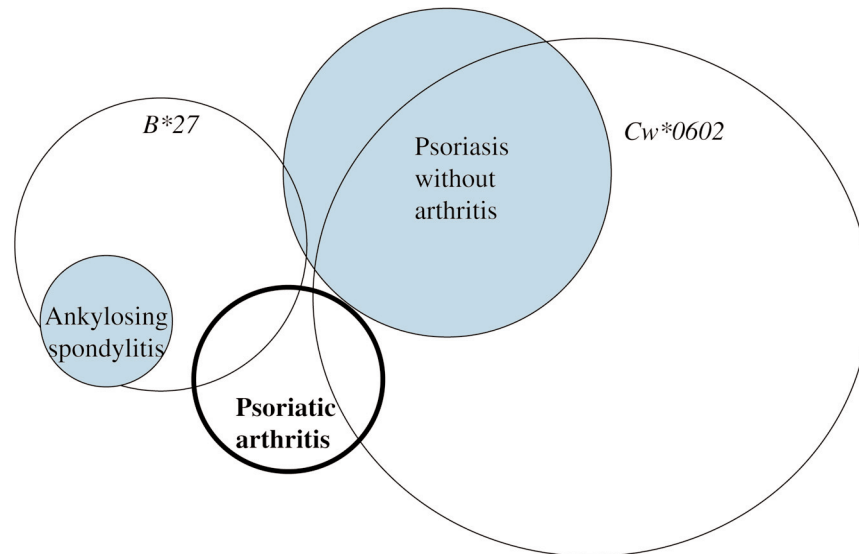 B*27
Psoriasis
without
arthritis
Cw*0602
Ankylosing
spondylitis
Psoriatic
arthritis